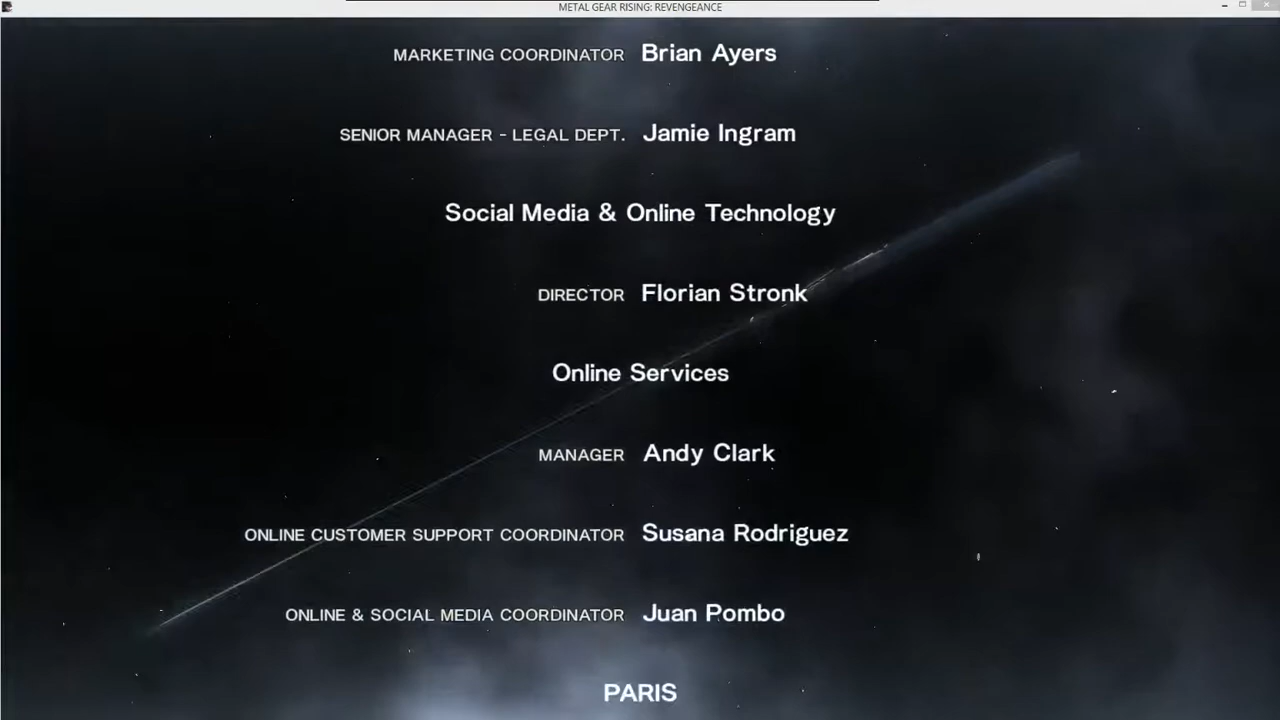 METAL GEAR RISING: REVENGEANCE
MARKETING COORDINATOR Brian Ayers
SENIOR MANAGER - LEGAL DEPT. Jamie Ingram
Social Media & Online Technology
DIRECTOR Florian Stronk
Online Services
MANAGER Andy Clark
ONLINE CUSTOMER SUPPORT COORDINATOR Susana Rodriguez
ONLINE & SOCIAL MEDIA COORDINATOR Juan Pombo
PARIS